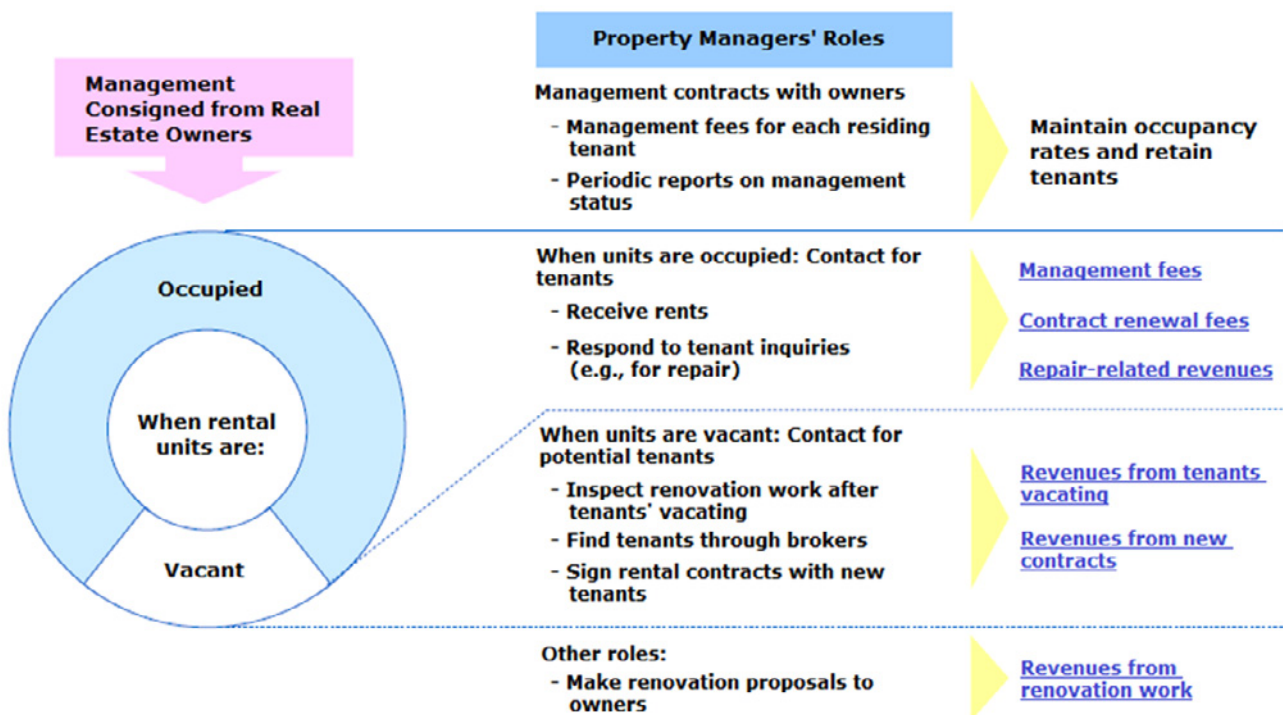 Management
Consigned from Real
Estate Owners
Occupied
When rental
units are:
Vacant
Property Managers' Roles
Management contracts with owners
- Management fees for each residing
tenant
- Periodic reports on management
status
Maintain occupancy
rates and retain
tenants
When units are occupied: Contact for
tenants
- Receive rents
- Respond to tenant inquiries
(e.g., for repair)
Management fees
Contract renewal fees
Repair-related revenues
When units are vacant: Contact for
potential tenants
- Inspect renovation work after
tenants' vacating
- Find tenants through brokers
- Sign rental contracts with new
tenants
Revenues from tenants
vacating
Revenues from new
contracts
Other roles:
- Make renovation proposals to
owners
Revenues from
renovation work